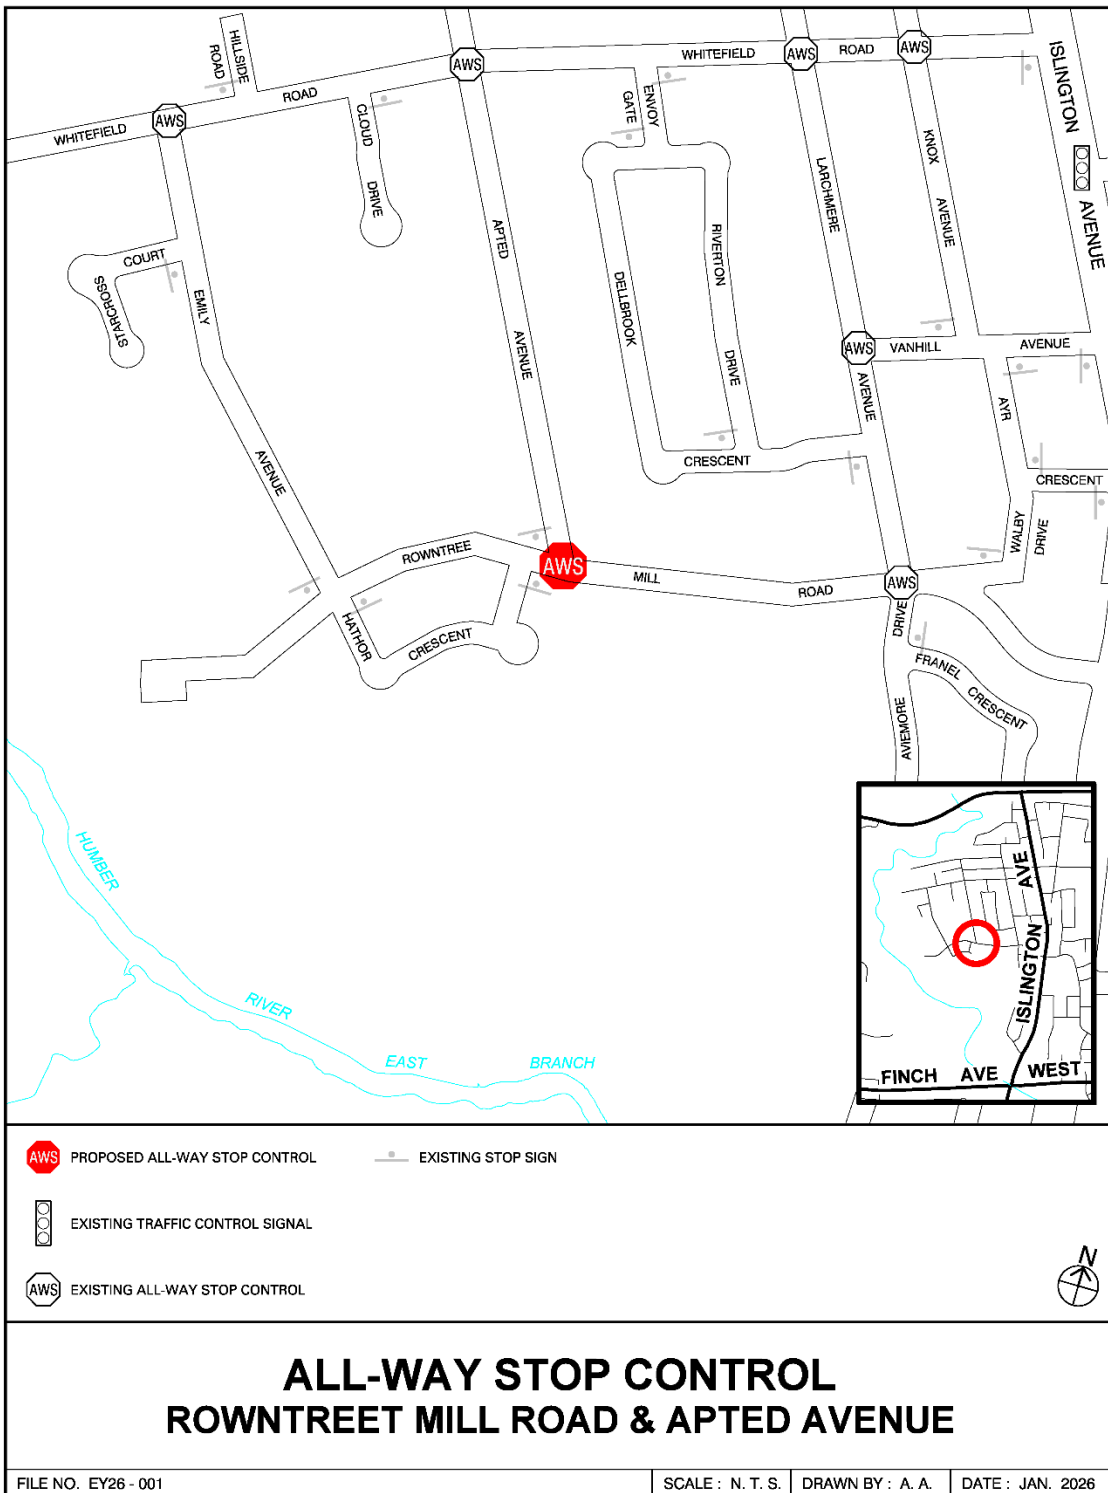 HILLSIDE
ROAD
WHITEFIELD
AWS
ROAD
AWS
WHITEFIELD
AWS
ROAD
AWS
ISLINGTON
AVENUE
CLOUD
DRIVE
ENVOY
GATE
APTED
AVENUE
LARCHMERE
AVENUE
KNOX
AVENUE
COURT
STARCROSS
EMILY
AVENUE
DELLBROOK
CRESCENT
RIVERTON
DRIVE
AWS
VANHILL
AVENUE
AYR
CRESCENT
WALBY
DRIVE
ROWNTREE
AWS
MILL
ROAD
AWS
HATHOR
CRESCENT
DRIVE
AVIEMORE
FRANEL
CRESCENT
HUMBER
RIVER
EAST
BRANCH
ISLINGTON
AVE
FINCH AVE WEST
AWS PROPOSED ALL-WAY STOP CONTROL
EXISTING STOP SIGN
EXISTING TRAFFIC CONTROL SIGNAL
AWS EXISTING ALL-WAY STOP CONTROL
N
ALL-WAY STOP CONTROL
ROWNTREET MILL ROAD & APTED AVENUE
FILE NO. EY26 - 001
SCALE : N. T. S.
DRAWN BY : A. A.
DATE : JAN. 2026